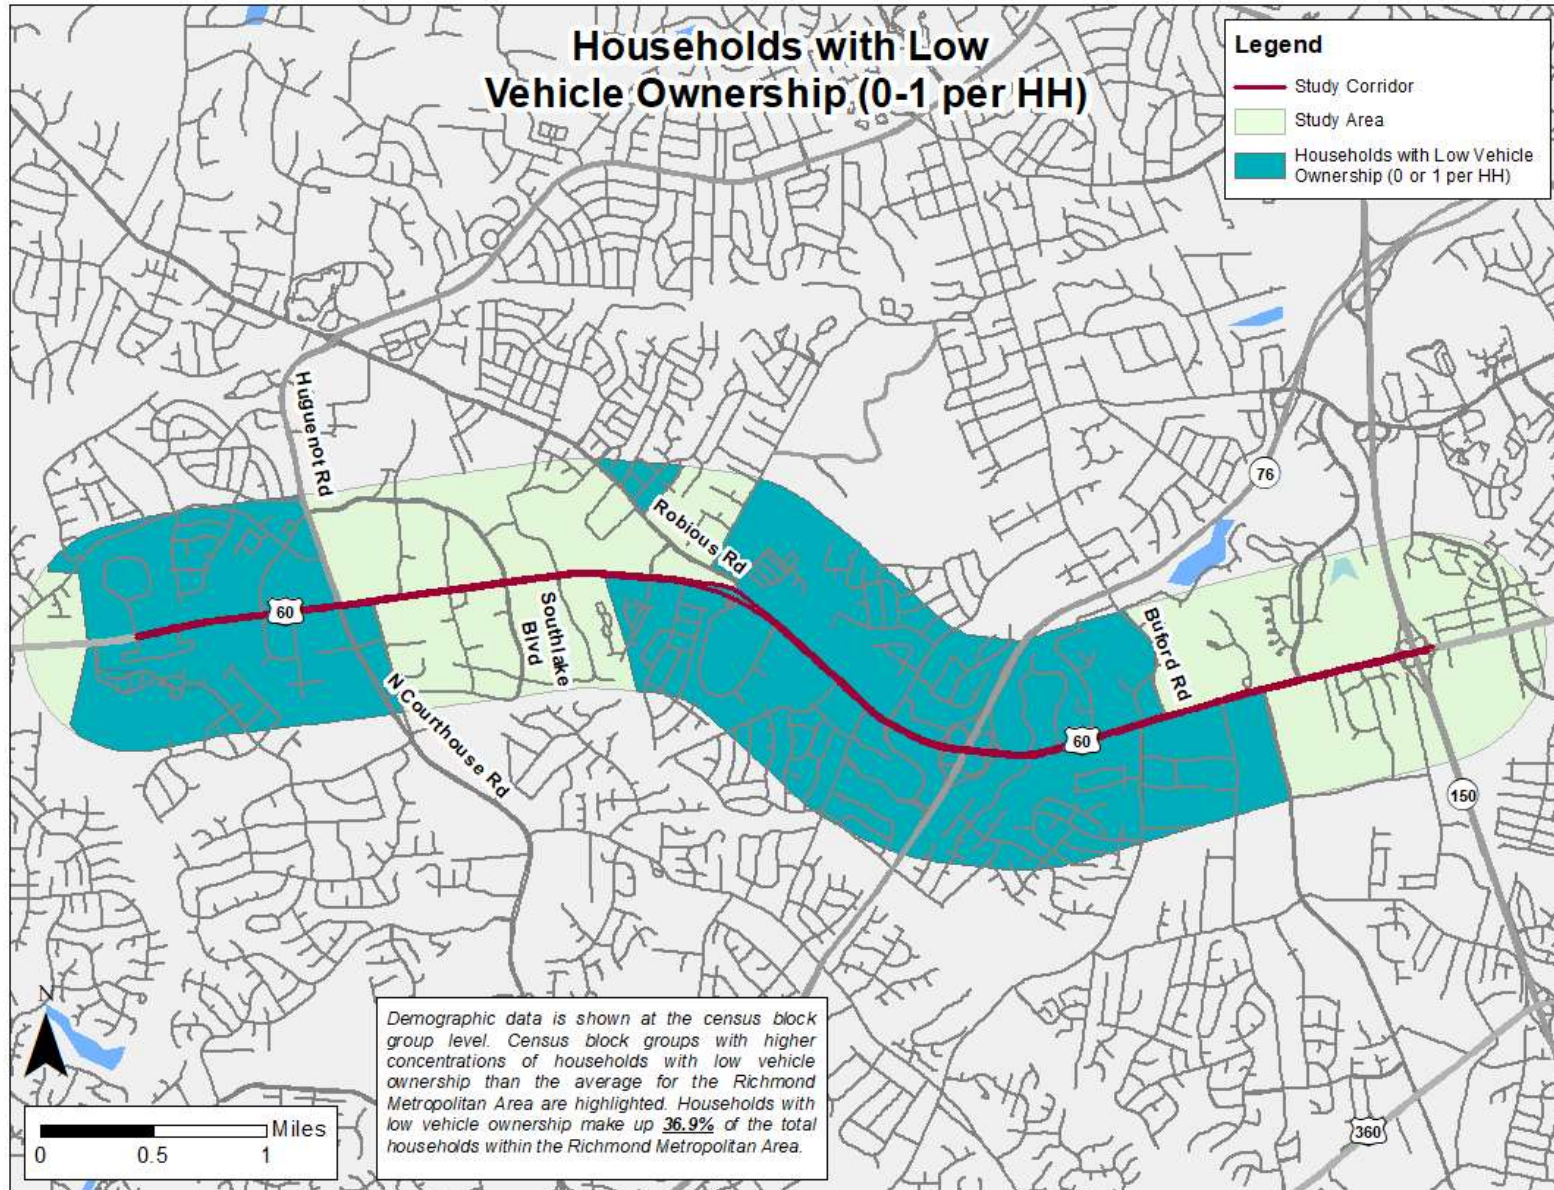 Households with Low
Vehicle Ownership (0-1 per HH)
Legend
Study Corridor
Study Area
Households with Low Vehicle
Ownership (0 or 1 per HH)
Huguenot Rd
76
Robious Rd
60
Southlake
Blvd
Buford Rd
N Courthouse Rd
60
150
N
Demographic data is shown at the census block
group level. Census block groups with higher
concentrations of households with low vehicle
ownership than the average for the Richmond
Metropolitan Area are highlighted. Households with
low vehicle ownership make up 36.9% of the total
households within the Richmond Metropolitan Area.
Miles
0 0.5 1
360